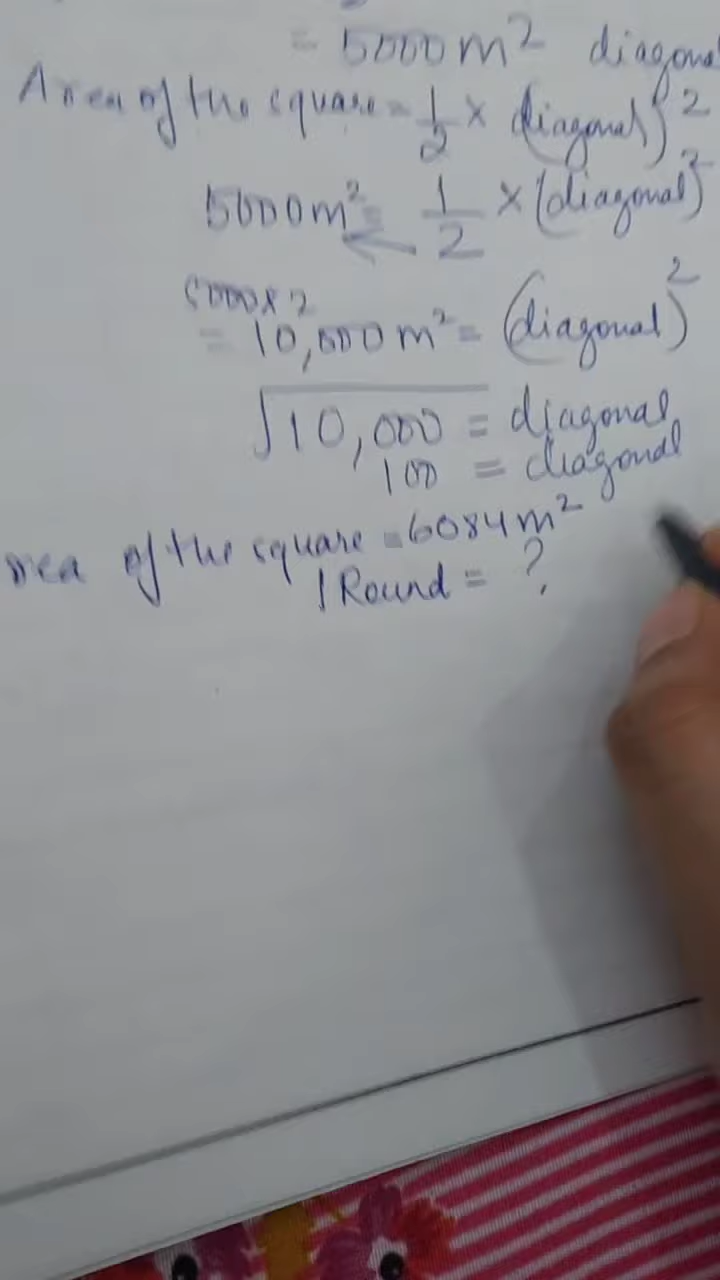 = 5000 m² diagonal
Area of the square = 1/2 × (diagonal)²
5000 m² = 1/2 × (diagonal)²
5000 × 2
= 10,000 m² = (diagonal)²
√10,000 = diagonal
100 = diagonal
rea of the square = 6084 m²
1 Round = ?